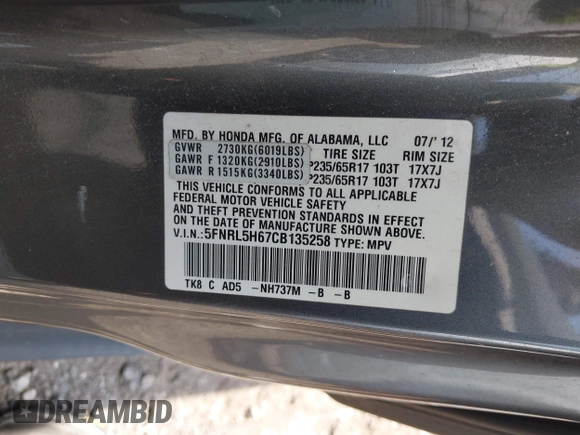 MFD. BY HONDA MFG. OF ALABAMA, LLC 07/'12
GVWR 2730KG(6019LBS) TIRE SIZE RIM SIZE
GAWR F 1320KG(2910LBS) P235/65R17 103T 17X7J
GAWR R 1515KG(3340LBS) P235/65R17 103T 17X7J
THIS VEHICLE CONFORMS TO ALL APPLICABLE
FEDERAL MOTOR VEHICLE SAFETY
AND THEFT PREVENTION STANDARDS IN EFFECT
ON THE DATE OF MANUFACTURE SHOWN ABOVE.
V.I.N.: 5FNRL5H67CB135258 TYPE: MPV
TK8 C AD5 -NH737M -B -B
DREAMBID